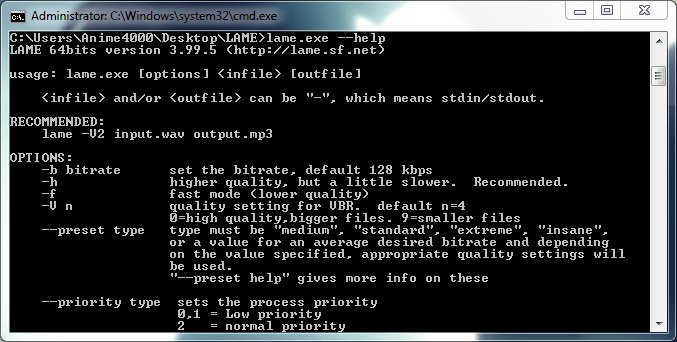 Administrator: C:\Windows\system32\cmd.exe
C:\Users\Anime4000\Desktop\LAME>lame.exe --help
LAME 64bits version 3.99.5 (http://lame.sf.net)
usage: lame.exe [options] <infile> [outfile]
<infile> and/or <outfile> can be "-", which means stdin/stdout.
RECOMMENDED:
lame -V2 input.wav output.mp3
OPTIONS:
-b bitrate set the bitrate, default 128 kbps
-h higher quality, but a little slower. Recommended.
-f fast mode (lower quality)
-V n quality setting for VBR. default n=4
0=high quality,bigger files. 9=smaller files
--preset type type must be "medium", "standard", "extreme", "insane",
or a value for an average desired bitrate and depending
on the value specified, appropriate quality settings will
be used.
"--preset help" gives more info on these
--priority type sets the process priority
0,1 = Low priority
2 = normal priority